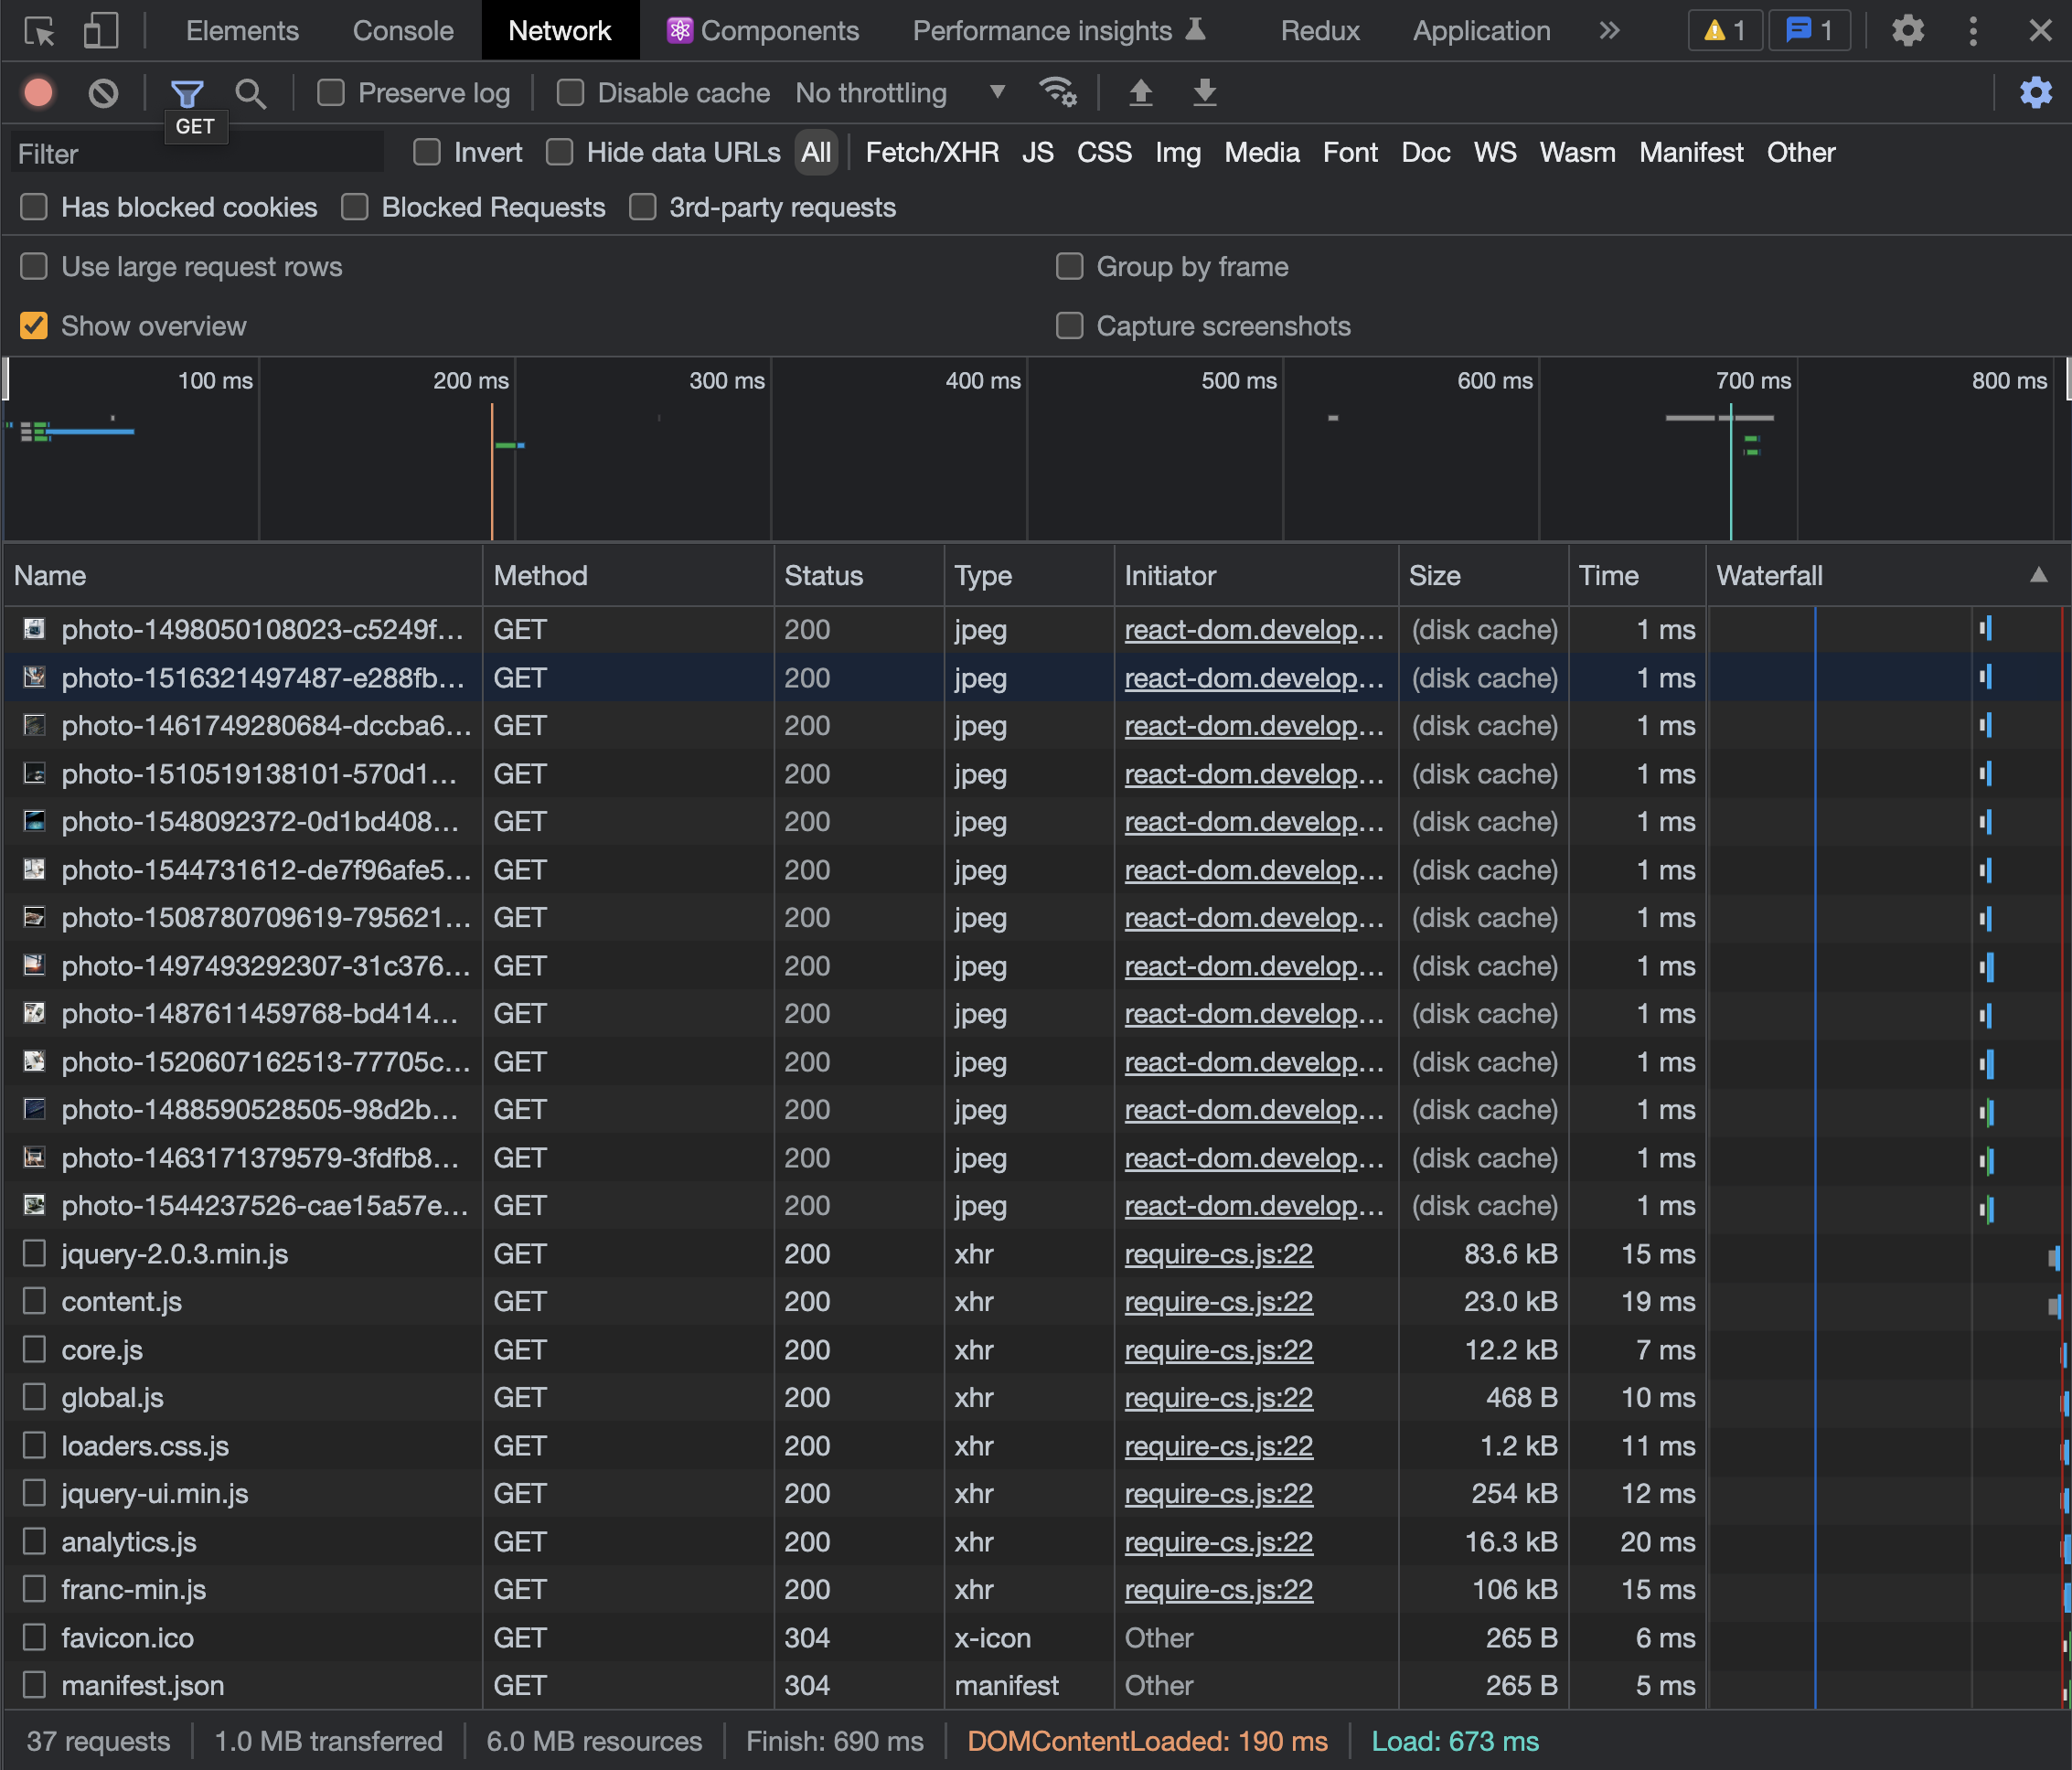 Elements Console Network Components Performance insights Redux Application 1 1
Preserve log Disable cache No throttling
GET
Filter Invert Hide data URLs All Fetch/XHR JS CSS Img Media Font Doc WS Wasm Manifest Other
Has blocked cookies Blocked Requests 3rd-party requests
Use large request rows Group by frame
Show overview Capture screenshots
100 ms 200 ms 300 ms 400 ms 500 ms 600 ms 700 ms 800 ms
Name Method Status Type Initiator Size Time Waterfall
photo-1498050108023-c5249f... GET 200 jpeg react-dom.develop... (disk cache) 1 ms
photo-1516321497487-e288fb... GET 200 jpeg react-dom.develop... (disk cache) 1 ms
photo-1461749280684-dccba6... GET 200 jpeg react-dom.develop... (disk cache) 1 ms
photo-1510519138101-570d1... GET 200 jpeg react-dom.develop... (disk cache) 1 ms
photo-1548092372-0d1bd408... GET 200 jpeg react-dom.develop... (disk cache) 1 ms
photo-1544731612-de7f96afe5... GET 200 jpeg react-dom.develop... (disk cache) 1 ms
photo-1508780709619-795621... GET 200 jpeg react-dom.develop... (disk cache) 1 ms
photo-1497493292307-31c376... GET 200 jpeg react-dom.develop... (disk cache) 1 ms
photo-1487611459768-bd414... GET 200 jpeg react-dom.develop... (disk cache) 1 ms
photo-1520607162513-77705c... GET 200 jpeg react-dom.develop... (disk cache) 1 ms
photo-1488590528505-98d2b... GET 200 jpeg react-dom.develop... (disk cache) 1 ms
photo-1463171379579-3fdfb8... GET 200 jpeg react-dom.develop... (disk cache) 1 ms
photo-1544237526-cae15a57e... GET 200 jpeg react-dom.develop... (disk cache) 1 ms
jquery-2.0.3.min.js GET 200 xhr require-cs.js:22 83.6 kB 15 ms
content.js GET 200 xhr require-cs.js:22 23.0 kB 19 ms
core.js GET 200 xhr require-cs.js:22 12.2 kB 7 ms
global.js GET 200 xhr require-cs.js:22 468 B 10 ms
loaders.css.js GET 200 xhr require-cs.js:22 1.2 kB 11 ms
jquery-ui.min.js GET 200 xhr require-cs.js:22 254 kB 12 ms
analytics.js GET 200 xhr require-cs.js:22 16.3 kB 20 ms
franc-min.js GET 200 xhr require-cs.js:22 106 kB 15 ms
favicon.ico GET 304 x-icon Other 265 B 6 ms
manifest.json GET 304 manifest Other 265 B 5 ms
37 requests 1.0 MB transferred 6.0 MB resources Finish: 690 ms DOMContentLoaded: 190 ms Load: 673 ms